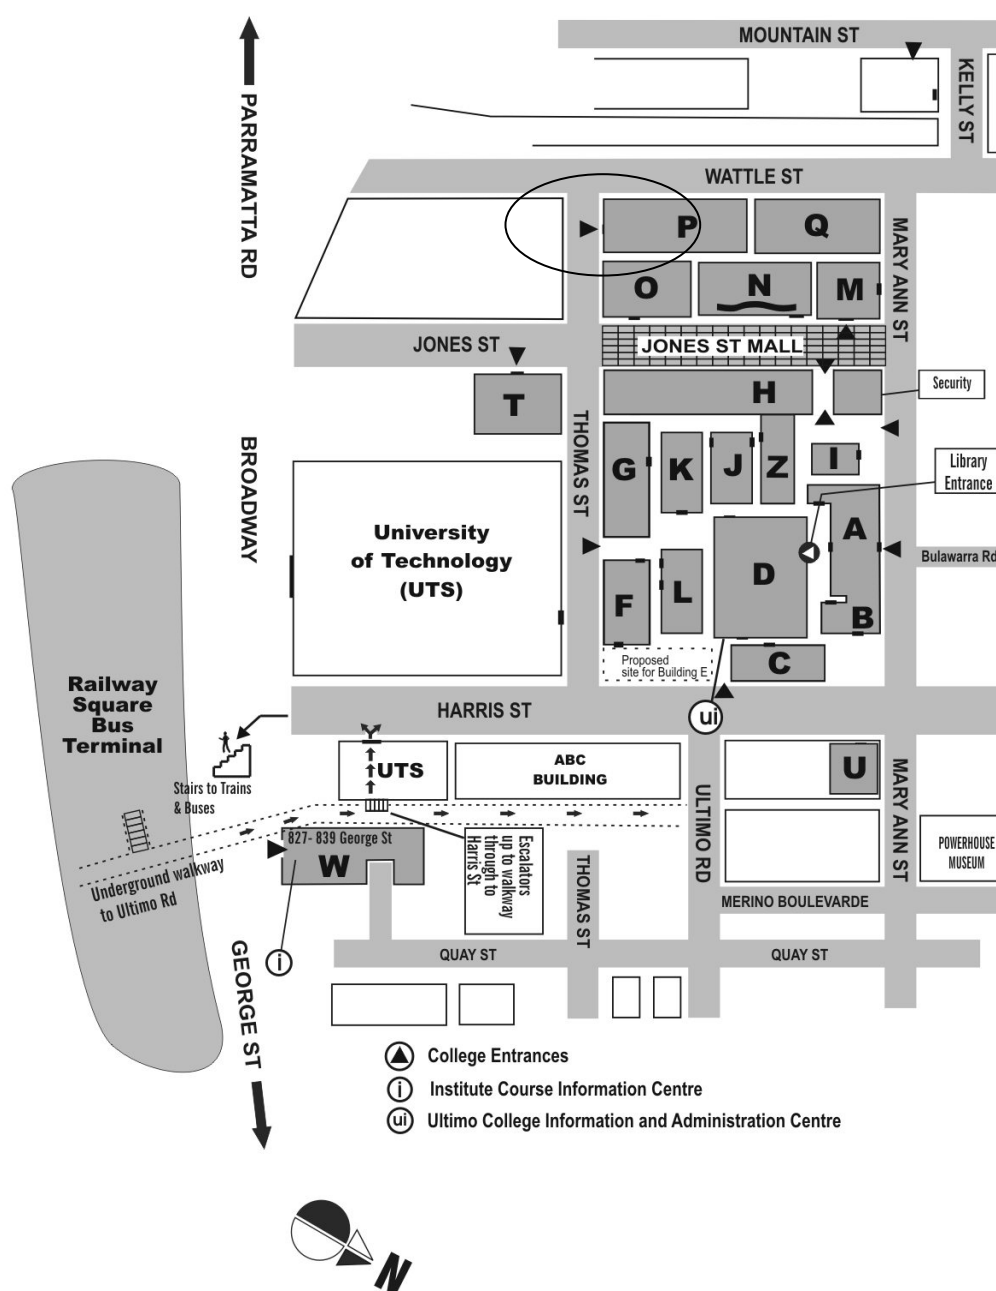 MOUNTAIN ST
KELLY ST
PARRAMATTA RD
WATTLE ST
P
Q
MARY ANN ST
O
N
M
JONES ST
JONES ST MALL
T
H
Security
THOMAS ST
BROADWAY
G
K
J
Z
I
Library
Entrance
University
of Technology
(UTS)
A
D
Bulawarra Rd
F
L
B
Proposed
site for Building E
C
Railway
Square
Bus
Terminal
HARRIS ST
ui
Stairs to Trains
& Buses
UTS
ABC
BUILDING
U
ULTIMO RD
MARY ANN ST
827- 839 George St
W
Escalators
up to walkway
through to
Harris St
THOMAS ST
POWERHOUSE
MUSEUM
Underground walkway
to Ultimo Rd
MERINO BOULEVARDE
GEORGE ST
i
QUAY ST
QUAY ST
College Entrances
i Institute Course Information Centre
ui Ultimo College Information and Administration Centre
N